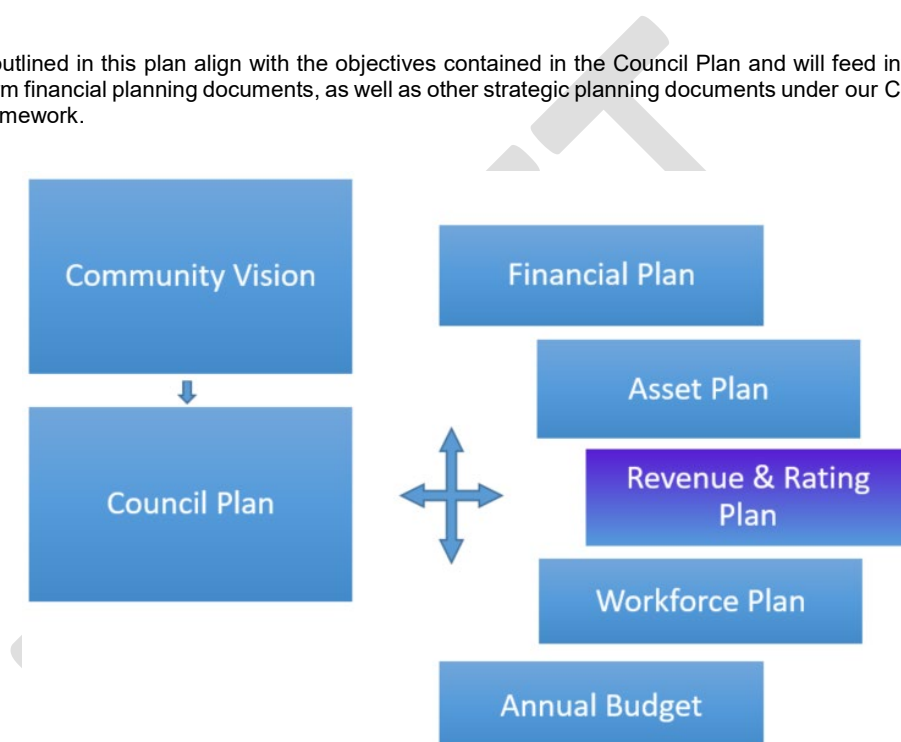 outlined in this plan align with the objectives contained in the Council Plan and will feed in
financial planning documents, as well as other strategic planning documents under our
Community Vision
Financial Plan
Asset Plan
Council Plan
Revenue & Rating
Plan
Workforce Plan
Annual Budget